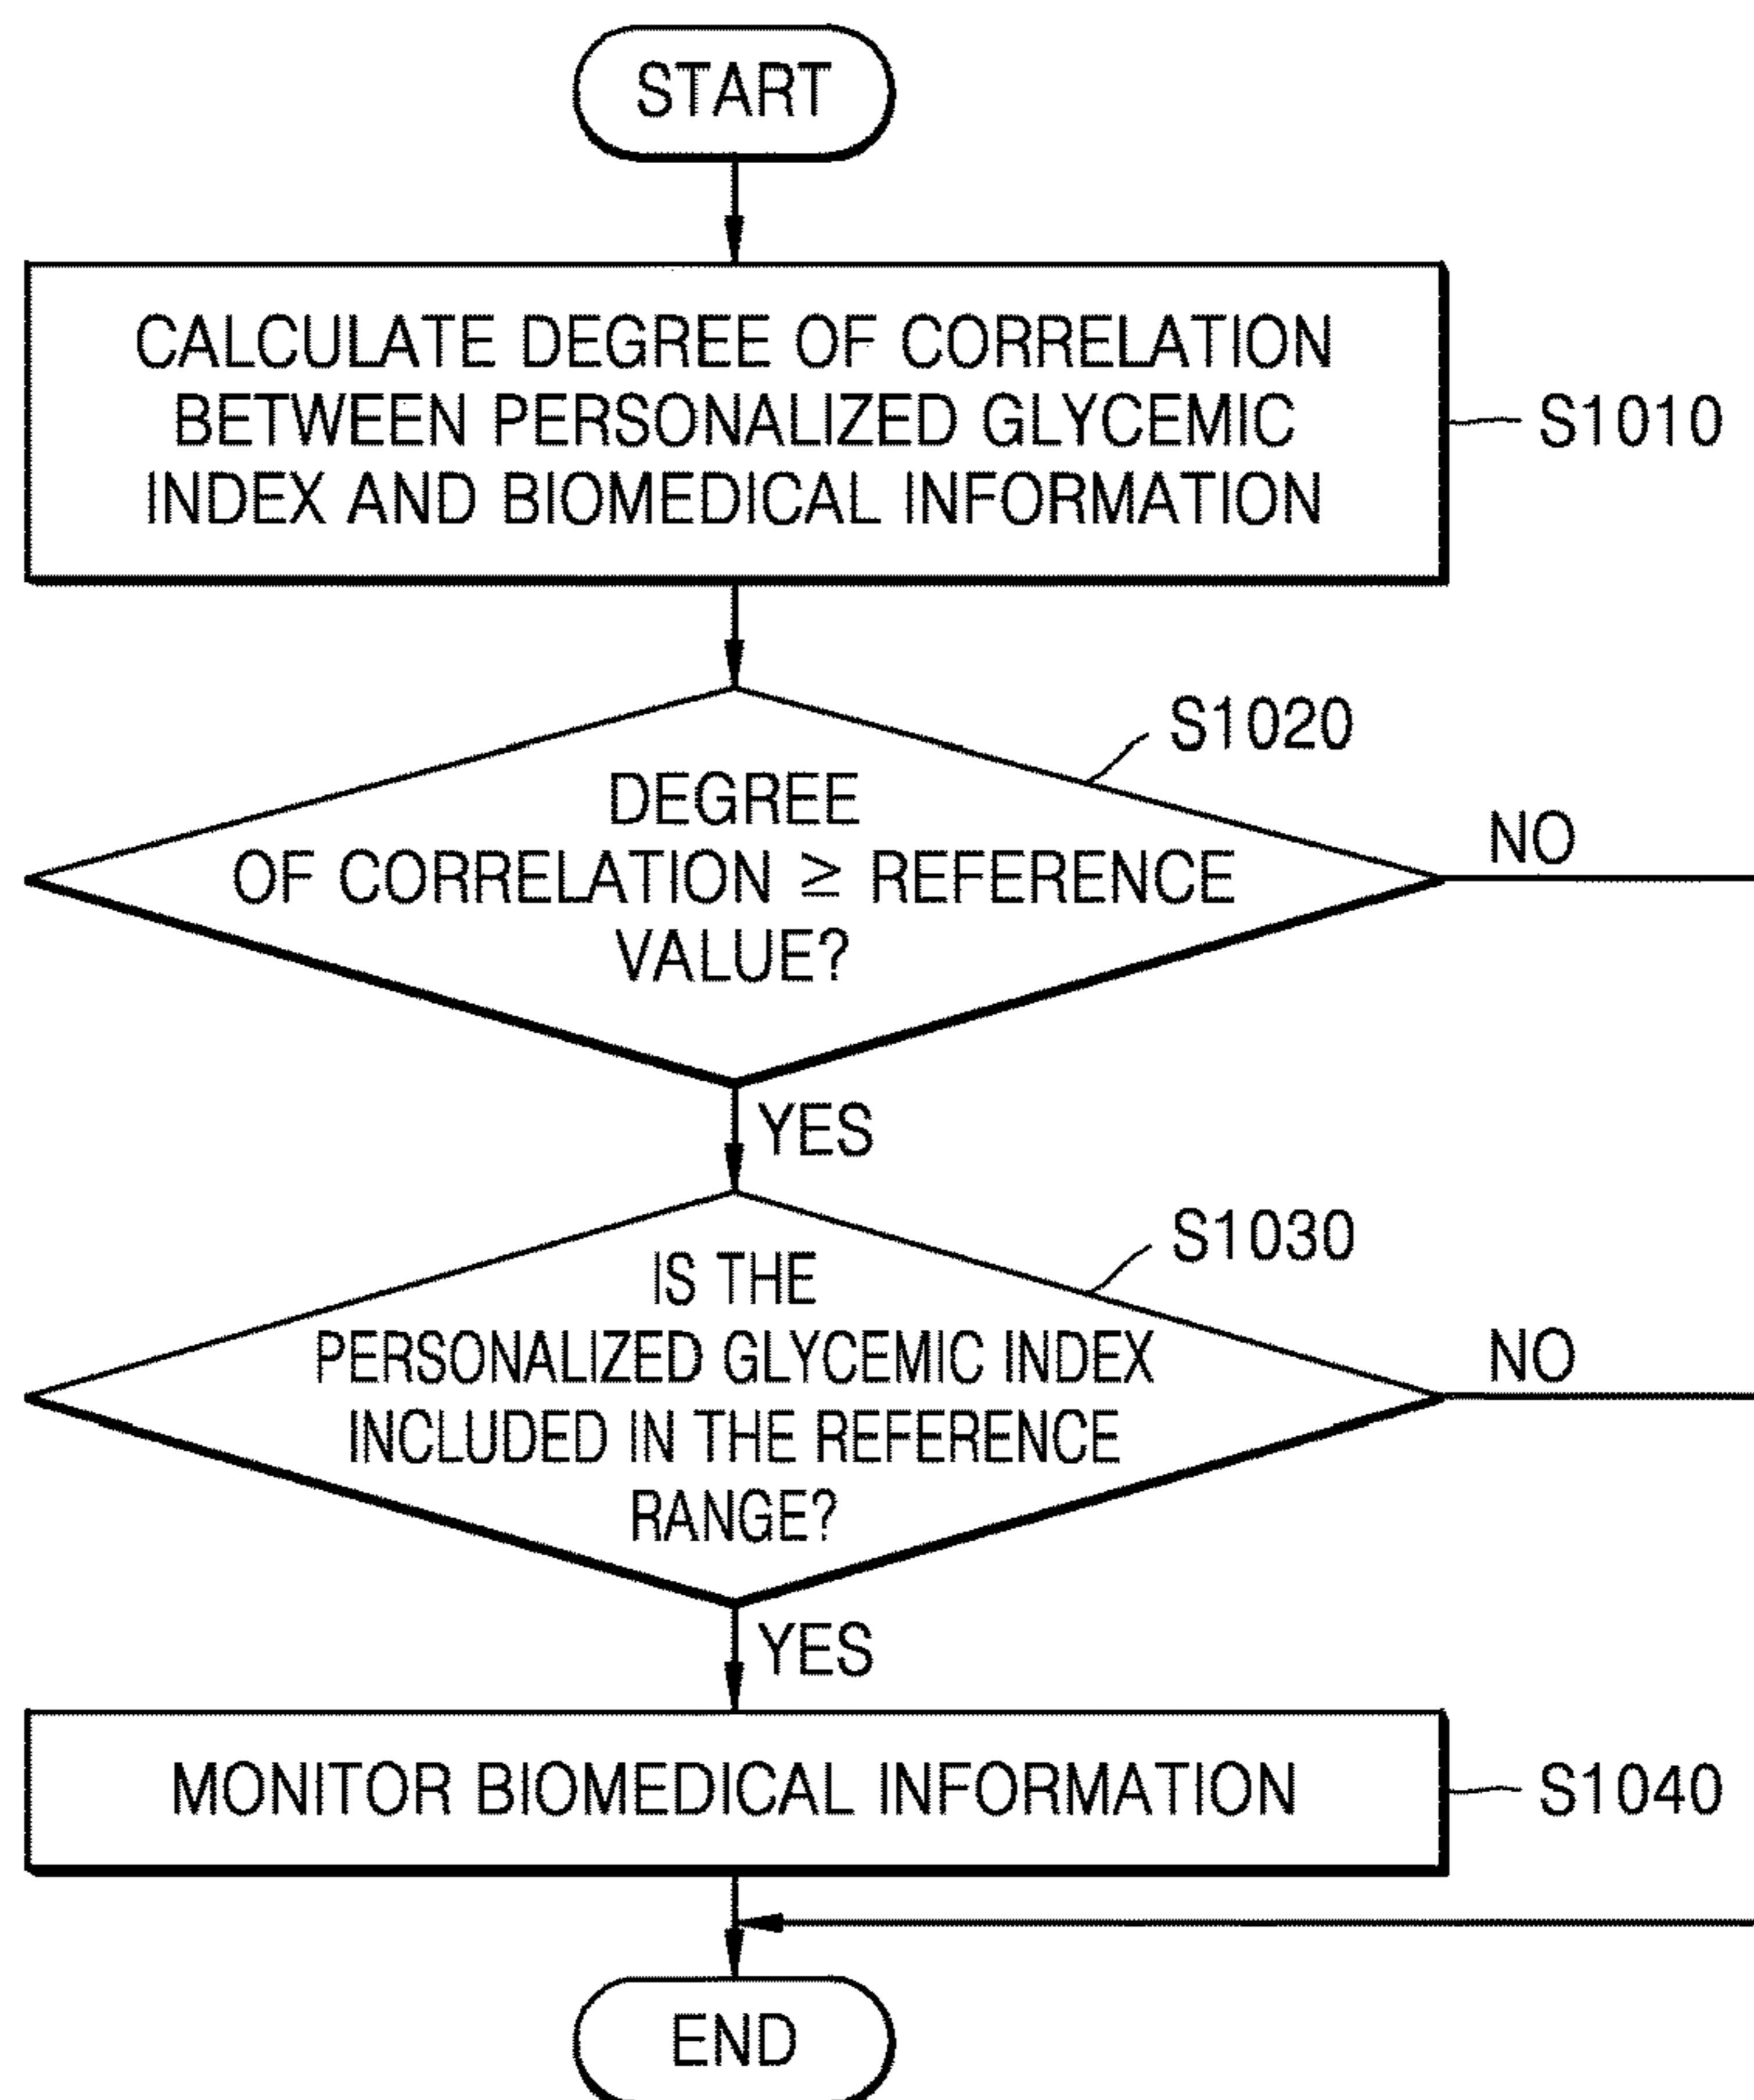 START
CALCULATE DEGREE OF CORRELATION
BETWEEN PERSONALIZED GLYCEMIC
INDEX AND BIOMEDICAL INFORMATION
S1010
S1020
DEGREE
OF CORRELATION ≥ REFERENCE
VALUE?
NO
YES
S1030
IS THE
PERSONALIZED GLYCEMIC INDEX
INCLUDED IN THE REFERENCE
RANGE?
NO
YES
MONITOR BIOMEDICAL INFORMATION
S1040
END